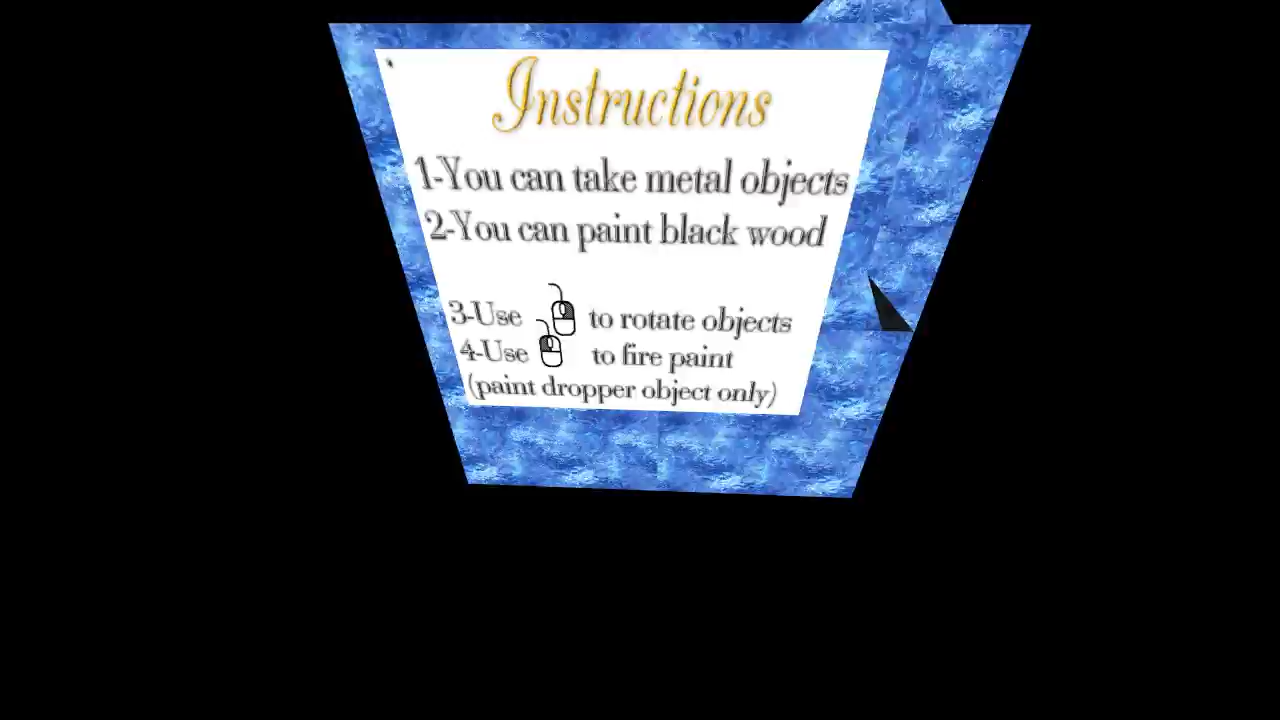 Instructions
1-You can take metal objects
2-You can paint black wood
3-Use to rotate objects
4-Use to fire paint
(paint dropper object only)